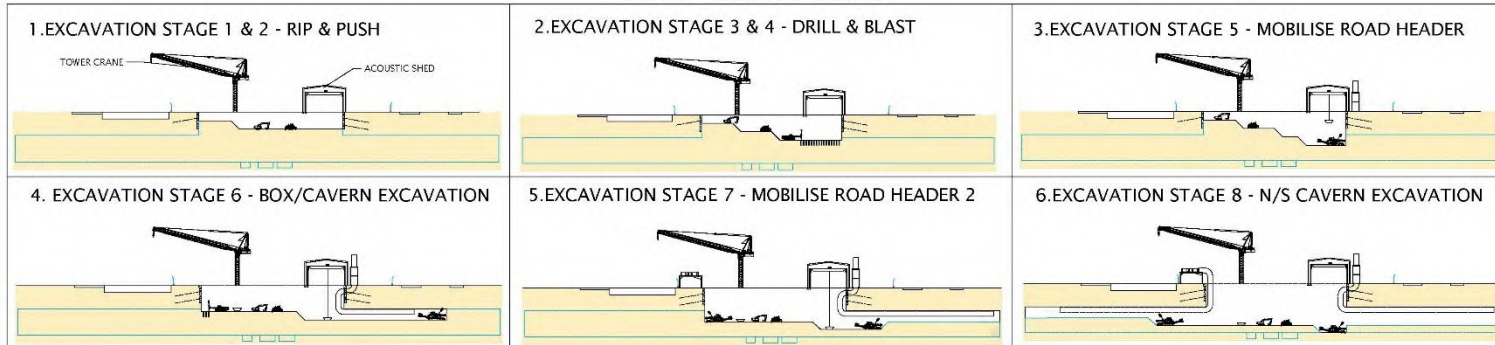 1.EXCAVATION STAGE 1 & 2 - RIP & PUSH
TOWER CRANE
ACOUSTIC SHED
2.EXCAVATION STAGE 3 & 4 - DRILL & BLAST
3.EXCAVATION STAGE 5 - MOBILISE ROAD HEADER
4. EXCAVATION STAGE 6 - BOX/CAVERN EXCAVATION
5.EXCAVATION STAGE 7 - MOBILISE ROAD HEADER 2
6.EXCAVATION STAGE 8 - N/S CAVERN EXCAVATION